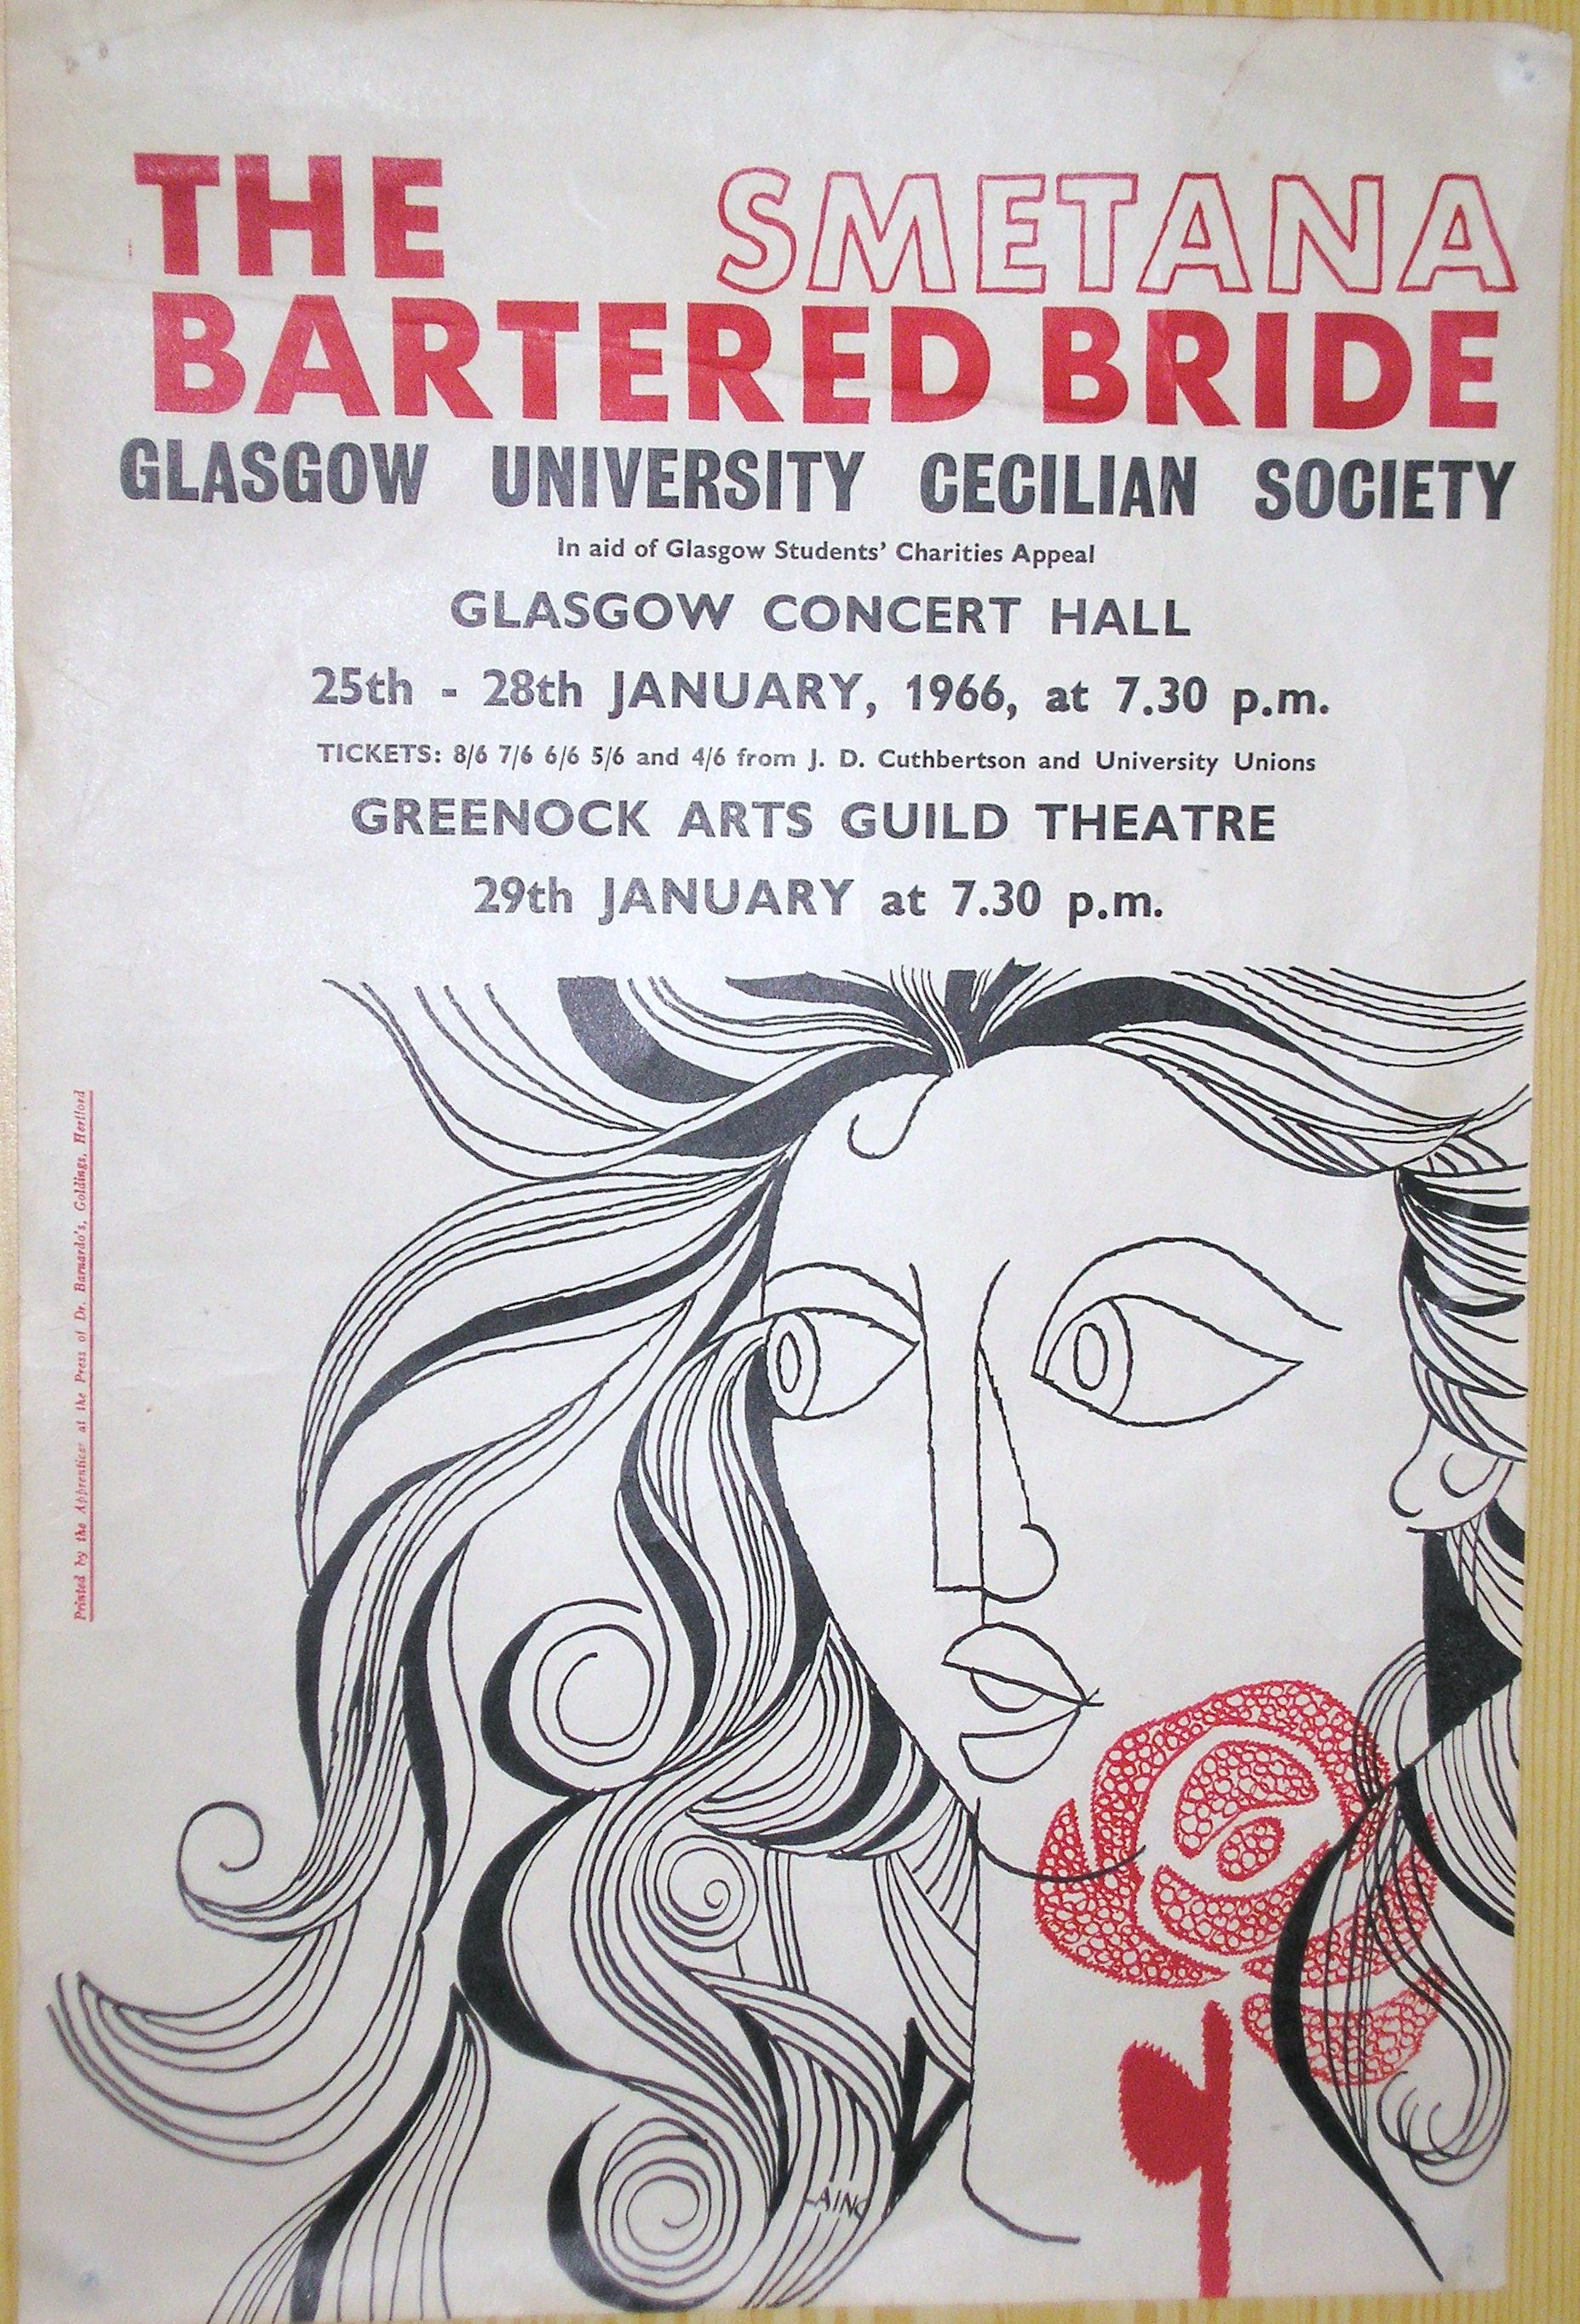 THE SMETANA
BARTERED BRIDE
GLASGOW UNIVERSITY CECILIAN SOCIETY
In aid of Glasgow Students' Charities Appeal
GLASGOW CONCERT HALL
25th - 28th JANUARY, 1966, at 7.30 p.m.
TICKETS: 8/6 7/6 6/6 5/6 and 4/6 from J. D. Cuthbertson and University Unions
GREENOCK ARTS GUILD THEATRE
29th JANUARY at 7.30 p.m.
Printed by the Apprentices at the Press of Dr. Barnardo's, Goldings, Hertford